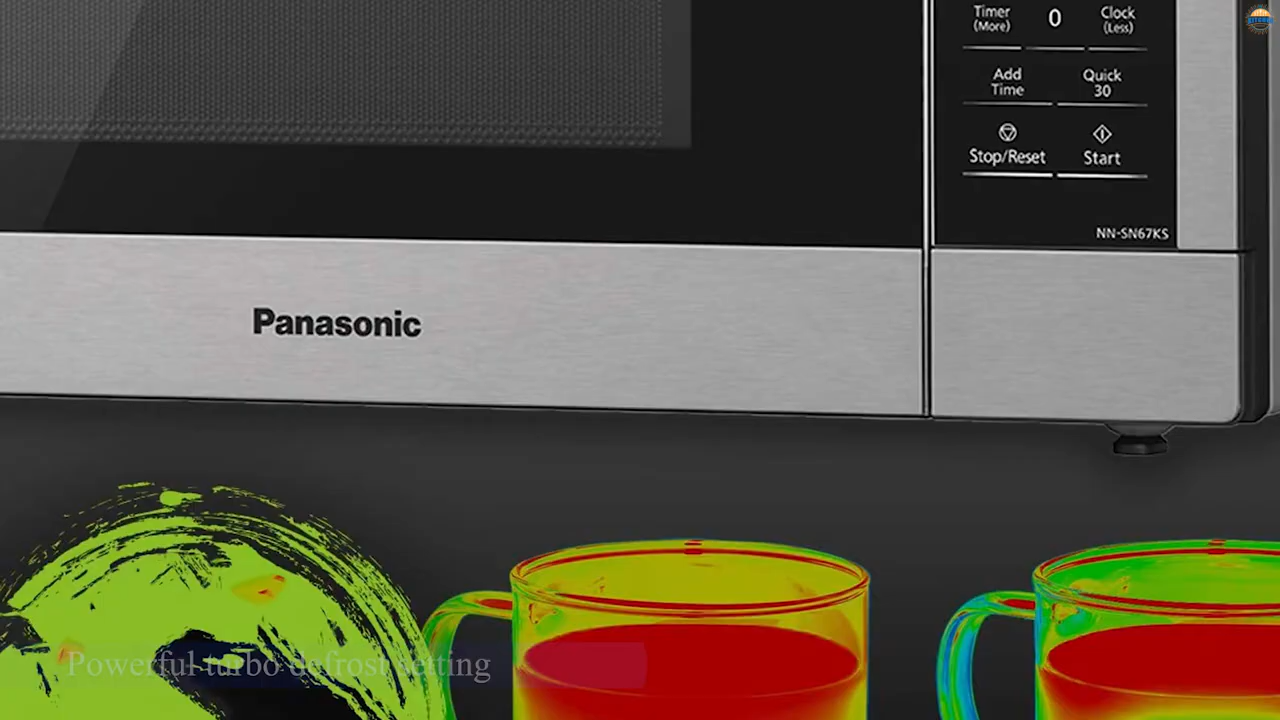 Timer
(More)
0
Clock
(Less)
Add
Time
Quick
30
Stop/Reset
Start
NN-SN67KS
Panasonic
Powerful turbo defrost setting